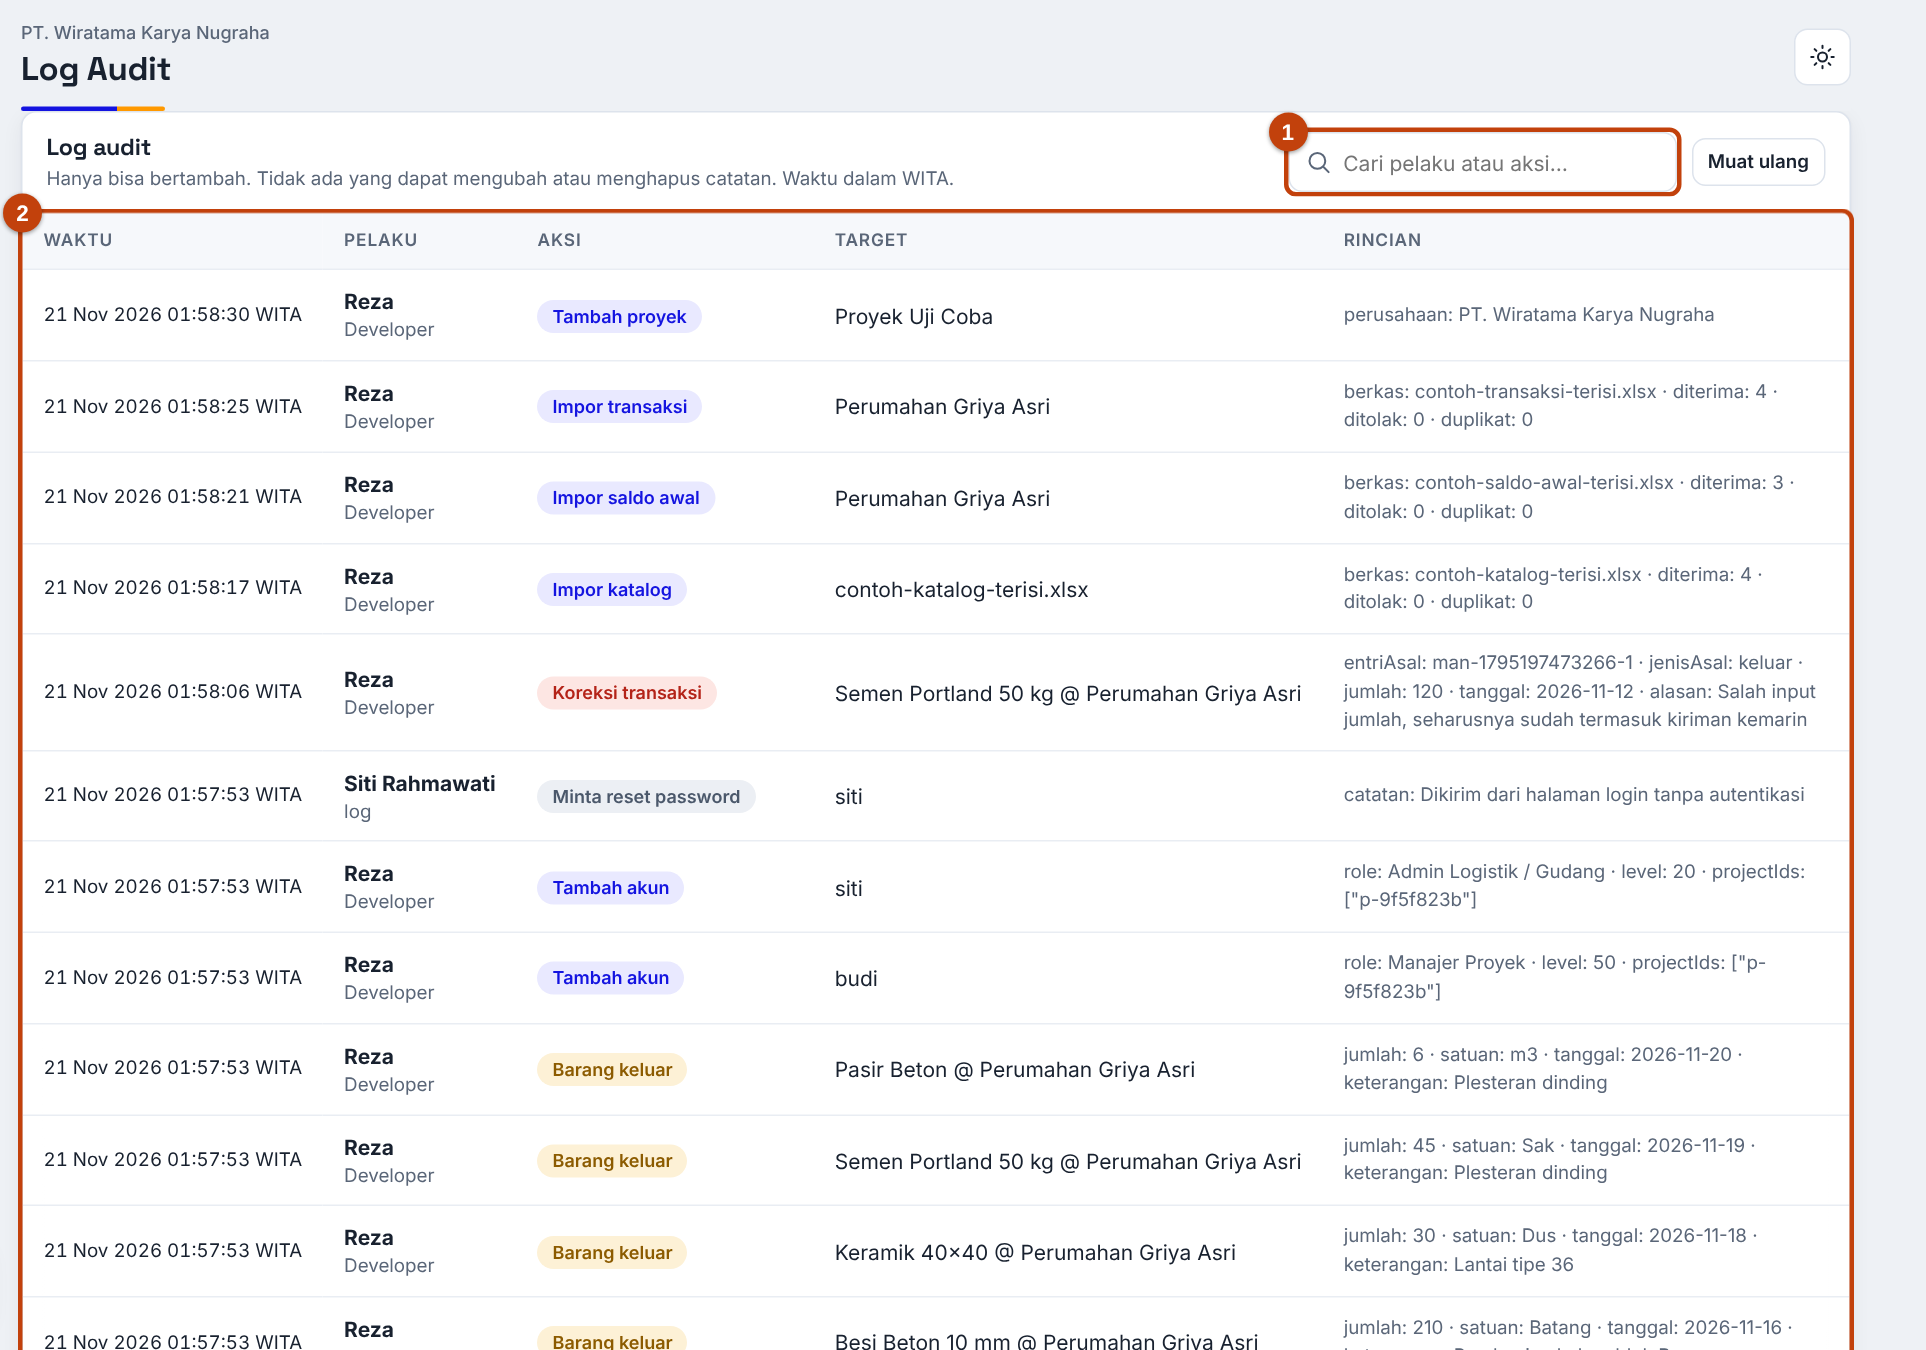 PT. Wiratama Karya Nugraha
Log Audit
Log audit
Hanya bisa bertambah. Tidak ada yang dapat mengubah atau menghapus catatan. Waktu dalam WITA.
1
Cari pelaku atau aksi...
Muat ulang
2
WAKTU PELAKU AKSI TARGET RINCIAN
21 Nov 2026 01:58:30 WITA
Reza
Developer
Tambah proyek
Proyek Uji Coba
perusahaan: PT. Wiratama Karya Nugraha
21 Nov 2026 01:58:25 WITA
Reza
Developer
Impor transaksi
Perumahan Griya Asri
berkas: contoh-transaksi-terisi.xlsx · diterima: 4 ·
ditolak: 0 · duplikat: 0
21 Nov 2026 01:58:21 WITA
Reza
Developer
Impor saldo awal
Perumahan Griya Asri
berkas: contoh-saldo-awal-terisi.xlsx · diterima: 3 ·
ditolak: 0 · duplikat: 0
21 Nov 2026 01:58:17 WITA
Reza
Developer
Impor katalog
contoh-katalog-terisi.xlsx
berkas: contoh-katalog-terisi.xlsx · diterima: 4 ·
ditolak: 0 · duplikat: 0
21 Nov 2026 01:58:06 WITA
Reza
Developer
Koreksi transaksi
Semen Portland 50 kg @ Perumahan Griya Asri
entriAsal: man-1795197473266-1 · jenisAsal: keluar ·
jumlah: 120 · tanggal: 2026-11-12 · alasan: Salah input
jumlah, seharusnya sudah termasuk kiriman kemarin
21 Nov 2026 01:57:53 WITA
Siti Rahmawati
log
Minta reset password
siti
catatan: Dikirim dari halaman login tanpa autentikasi
21 Nov 2026 01:57:53 WITA
Reza
Developer
Tambah akun
siti
role: Admin Logistik / Gudang · level: 20 · projectIds:
["p-9f5f823b"]
21 Nov 2026 01:57:53 WITA
Reza
Developer
Tambah akun
budi
role: Manajer Proyek · level: 50 · projectIds: ["p-
9f5f823b"]
21 Nov 2026 01:57:53 WITA
Reza
Developer
Barang keluar
Pasir Beton @ Perumahan Griya Asri
jumlah: 6 · satuan: m3 · tanggal: 2026-11-20 ·
keterangan: Plesteran dinding
21 Nov 2026 01:57:53 WITA
Reza
Developer
Barang keluar
Semen Portland 50 kg @ Perumahan Griya Asri
jumlah: 45 · satuan: Sak · tanggal: 2026-11-19 ·
keterangan: Plesteran dinding
21 Nov 2026 01:57:53 WITA
Reza
Developer
Barang keluar
Keramik 40×40 @ Perumahan Griya Asri
jumlah: 30 · satuan: Dus · tanggal: 2026-11-18 ·
keterangan: Lantai tipe 36
21 Nov 2026 01:57:53 WITA
Reza
Barang keluar
Besi Beton 10 mm @ Perumahan Griya Asri
jumlah: 210 · satuan: Batang · tanggal: 2026-11-16 ·